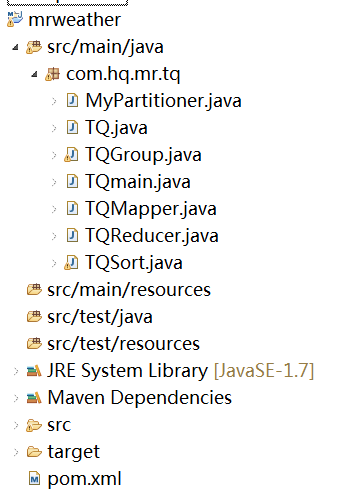 mrweather
src/main/java
com.hq.mr.tq
MyPartitioner.java
TQ.java
TQGroup.java
TQmain.java
TQMapper.java
TQReducer.java
TQSort.java
src/main/resources
src/test/java
src/test/resources
JRE System Library [JavaSE-1.7]
Maven Dependencies
src
target
pom.xml